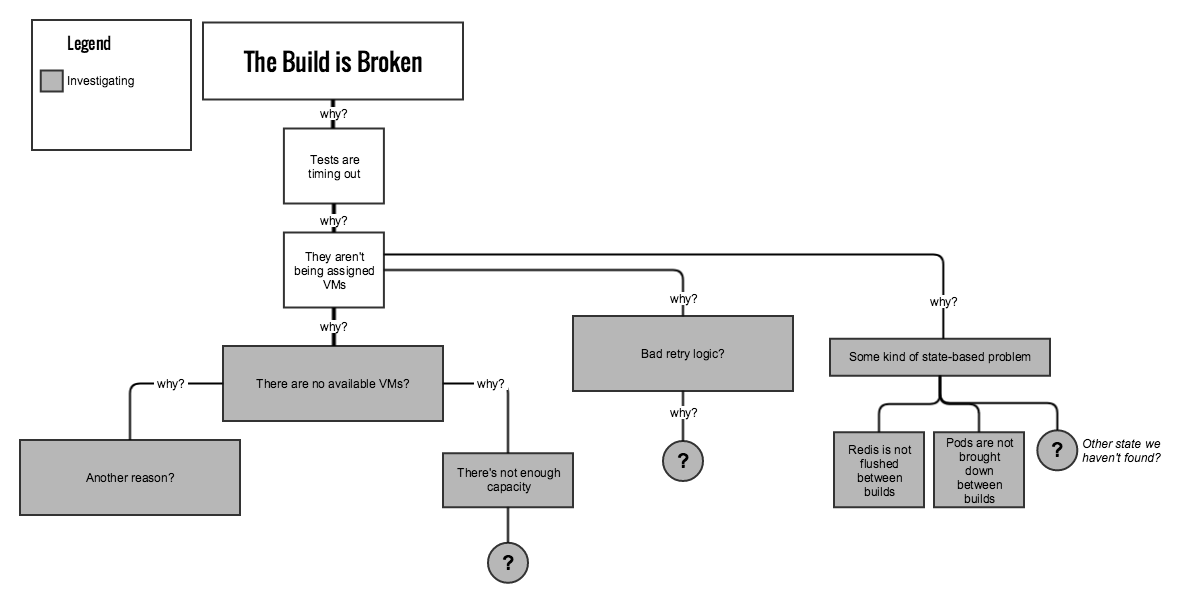 Legend
Investigating
The Build is Broken
why?
Tests are
timing out
why?
They aren't
being assigned
VMs
why?
why?
why?
There are no available VMs?
why?
why?
Another reason?
There's not enough
capacity
?
Bad retry logic?
why?
?
Some kind of state-based problem
Redis is not
flushed
between
builds
Pods are not
brought
down
between
builds
?
Other state we
haven't found?